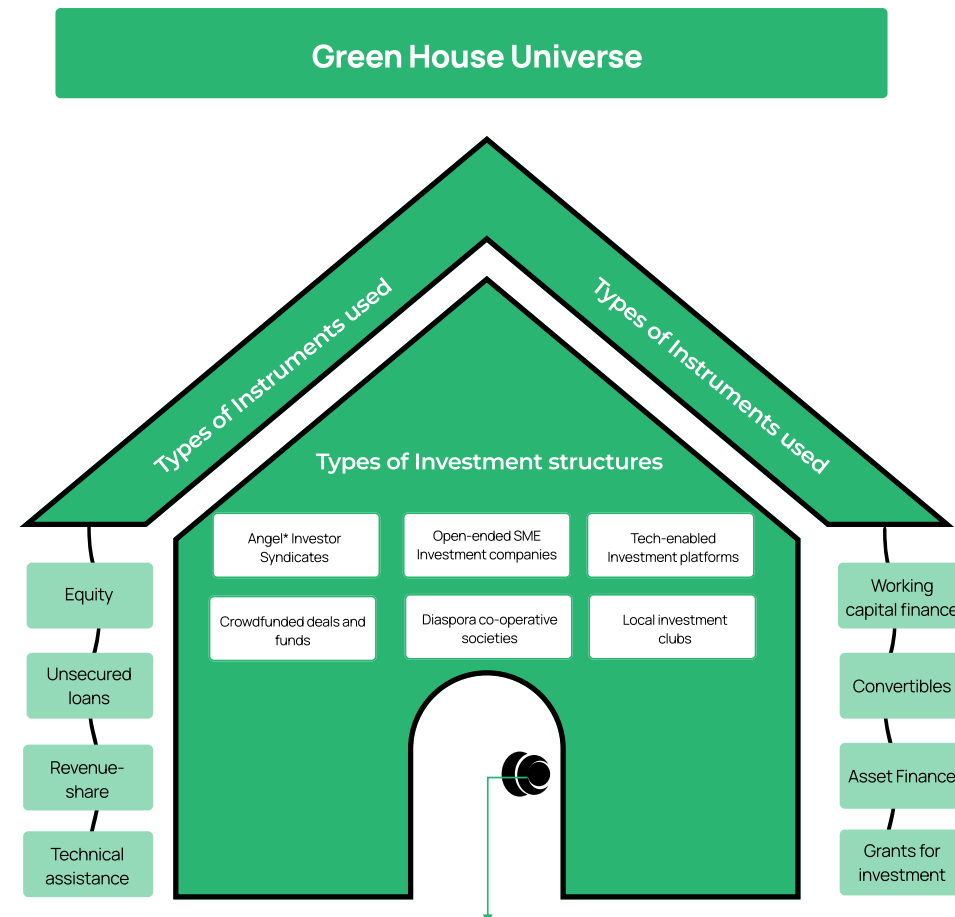 Green House Universe
Types of Instruments used
Types of Instruments used
Types of Investment structures
Angel* Investor
Syndicates
Open-ended SME
Investment companies
Tech-enabled
Investment platforms
Crowdfunded deals and
funds
Diaspora co-operative
societies
Local investment
clubs
Equity
Unsecured
loans
Revenue-
share
Technical
assistance
Working
capital finance
Convertibles
Asset Finance
Grants for
investment